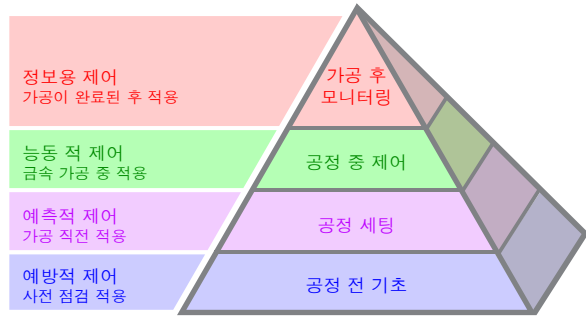 정보용 제어
가공이 완료된 후 적용
가공 후
모니터링
능동 적 제어
금속 가공 중 적용
공정 중 제어
예측적 제어
가공 직전 적용
공정 세팅
예방적 제어
사전 점검 적용
공정 전 기초